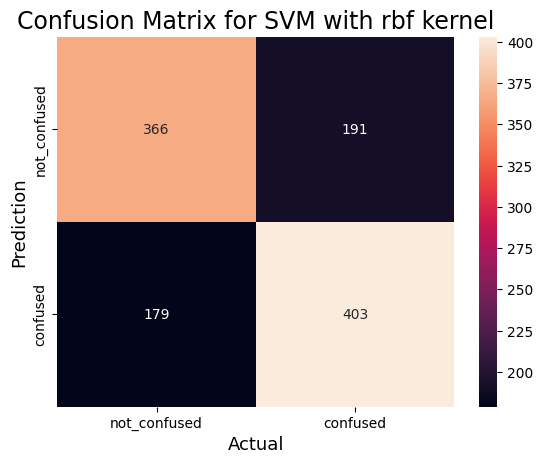 Confusion Matrix for SVM with rbf kernel
not_confused
366
191
confused
179
403
Prediction
not_confused
confused
Actual
400
375
350
325
300
275
250
225
200